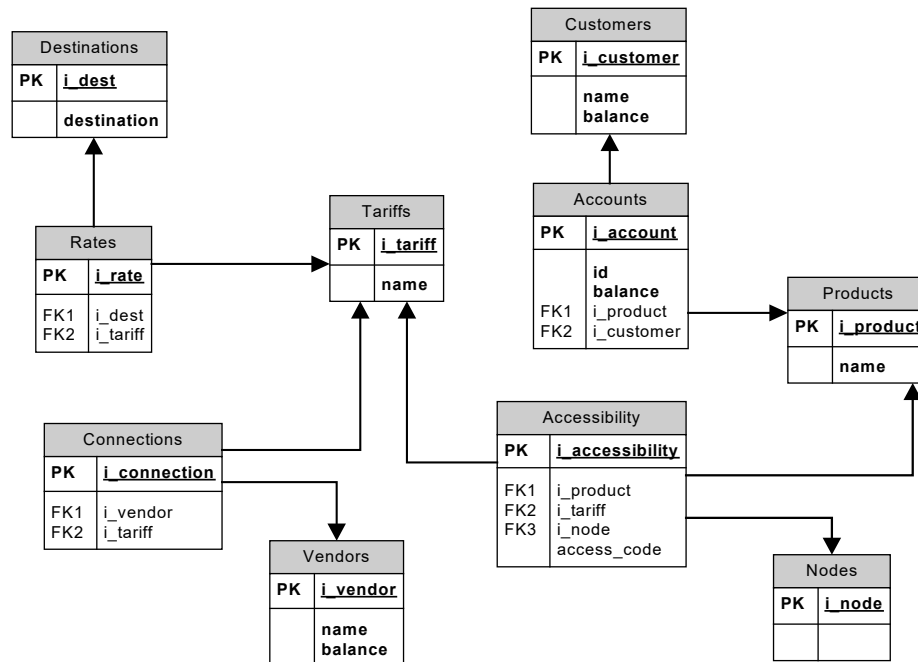 Destinations
PK i_dest
destination
Customers
PK i_customer
name
balance
Tariffs
PK i_tariff
name
Accounts
PK i_account
id
balance
FK1 i_product
FK2 i_customer
Rates
PK i_rate
FK1 i_dest
FK2 i_tariff
Products
PK i_product
name
Connections
PK i_connection
FK1 i_vendor
FK2 i_tariff
Accessibility
PK i_accessibility
FK1 i_product
FK2 i_tariff
FK3 i_node
access_code
Vendors
PK i_vendor
name
balance
Nodes
PK i_node